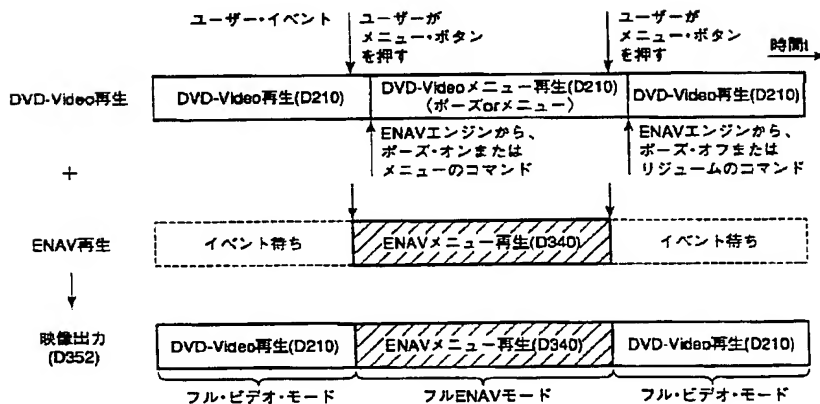 ユーザー・イベント
ユーザーが
メニュー・ボタン
を押す
ユーザーが
メニュー・ボタン
を押す
時間t
DVD-Video再生
DVD-Video再生(D210)
DVD-Videoメニュー再生(D210)
(ポーズorメニュー)
DVD-Video再生(D210)
ENAVエンジンから、
ポーズ・オンまたは
メニューのコマンド
ENAVエンジンから、
ポーズ・オフまたは
リジュームのコマンド
+
ENAV再生
イベント待ち
ENAVメニュー再生(D340)
イベント待ち
映像出力
(D352)
DVD-Video再生(D210)
ENAVメニュー再生(D340)
DVD-Video再生(D210)
フル・ビデオ・モード
フルENAVモード
フル・ビデオ・モード